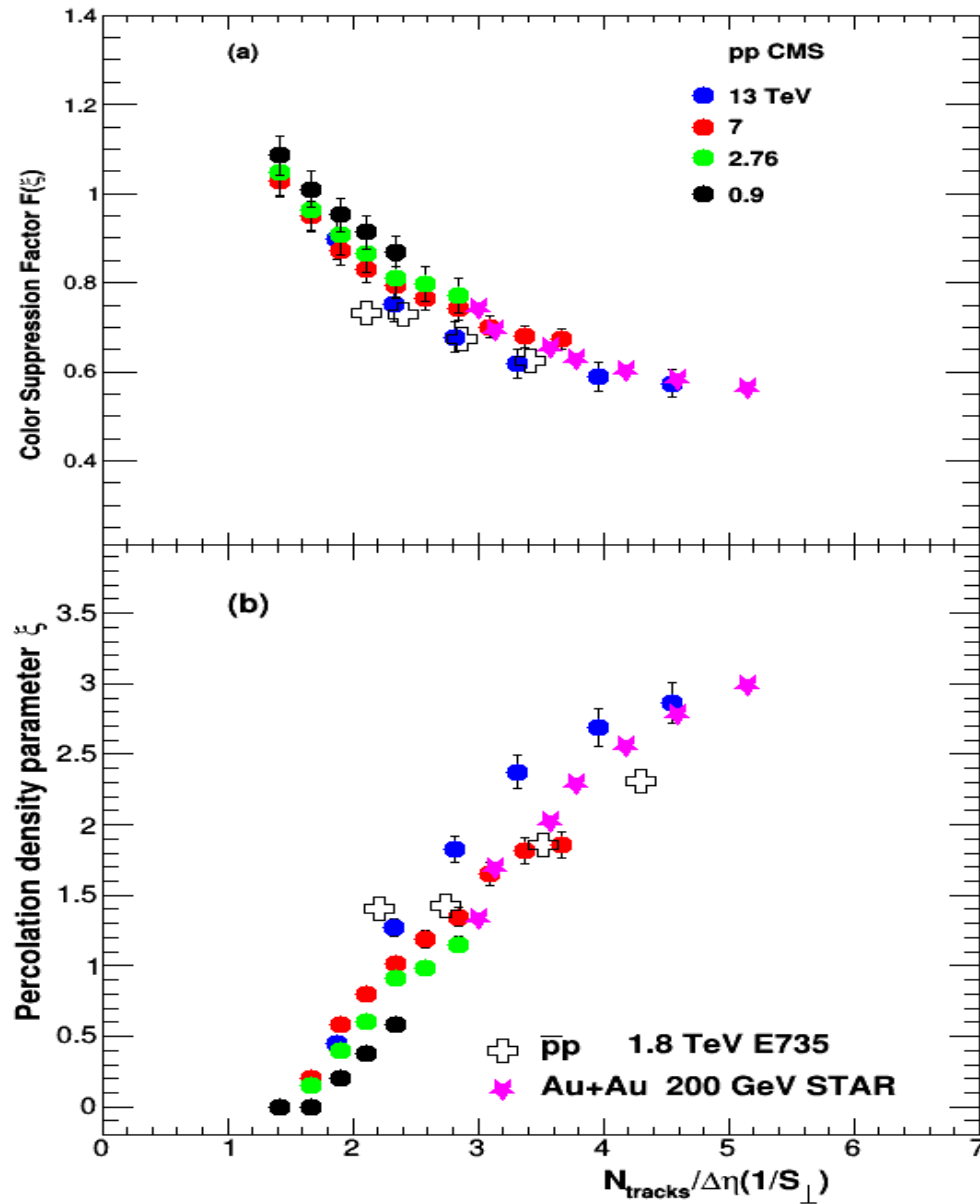 1.4
(a)
pp CMS
13 TeV
7
2.76
0.9
1.2
1
0.8
0.6
0.4
Color Suppression Factor F(ξ)
(b)
3.5
3
2.5
2
1.5
1
0.5
0
Percolation density parameter ξ
p̅p 1.8 TeV E735
Au+Au 200 GeV STAR
0 1 2 3 4 5 6 7
N_tracks/Δη(1/S_⊥)